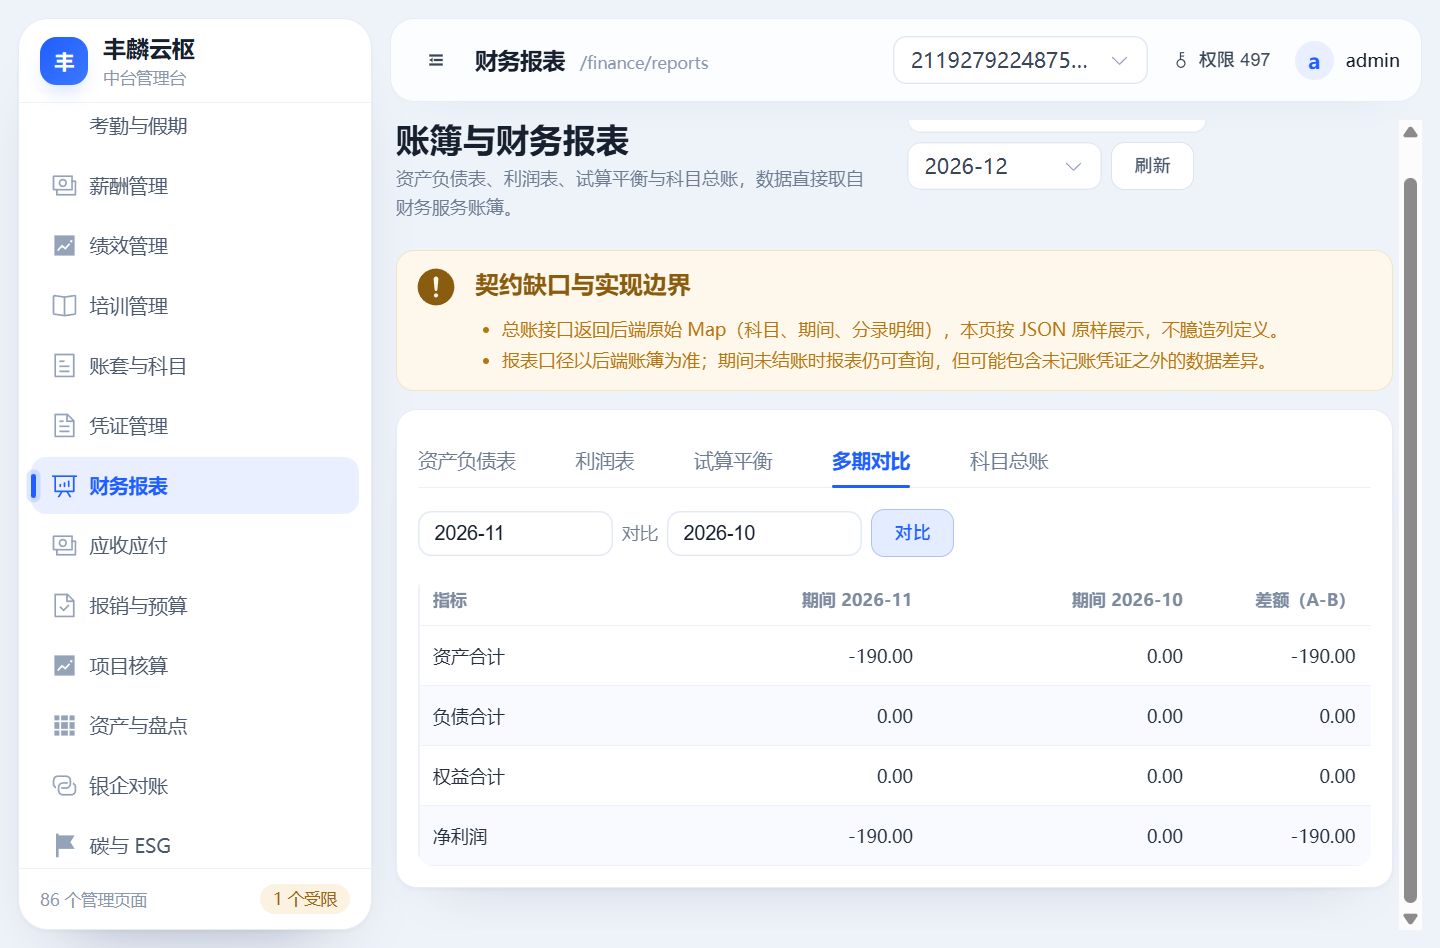 丰
丰麟云枢
中台管理台
考勤与假期
薪酬管理
绩效管理
培训管理
账套与科目
凭证管理
财务报表
应收应付
报销与预算
项目核算
资产与盘点
银企对账
碳与 ESG
86 个管理页面
1 个受限
财务报表 /finance/reports
2119279224875...
权限 497
a
admin
账簿与财务报表
资产负债表、利润表、试算平衡与科目总账，数据直接取自
财务服务账簿。
2026-12
刷新
契约缺口与实现边界
• 总账接口返回后端原始 Map（科目、期间、分录明细），本页按 JSON 原样展示，不臆造列定义。
• 报表口径以后端账簿为准；期间未结账时报表仍可查询，但可能包含未记账凭证之外的数据差异。
资产负债表 利润表 试算平衡 多期对比 科目总账
2026-11 对比 2026-10 对比
指标 期间 2026-11 期间 2026-10 差额（A-B）
资产合计 -190.00 0.00 -190.00
负债合计 0.00 0.00 0.00
权益合计 0.00 0.00 0.00
净利润 -190.00 0.00 -190.00